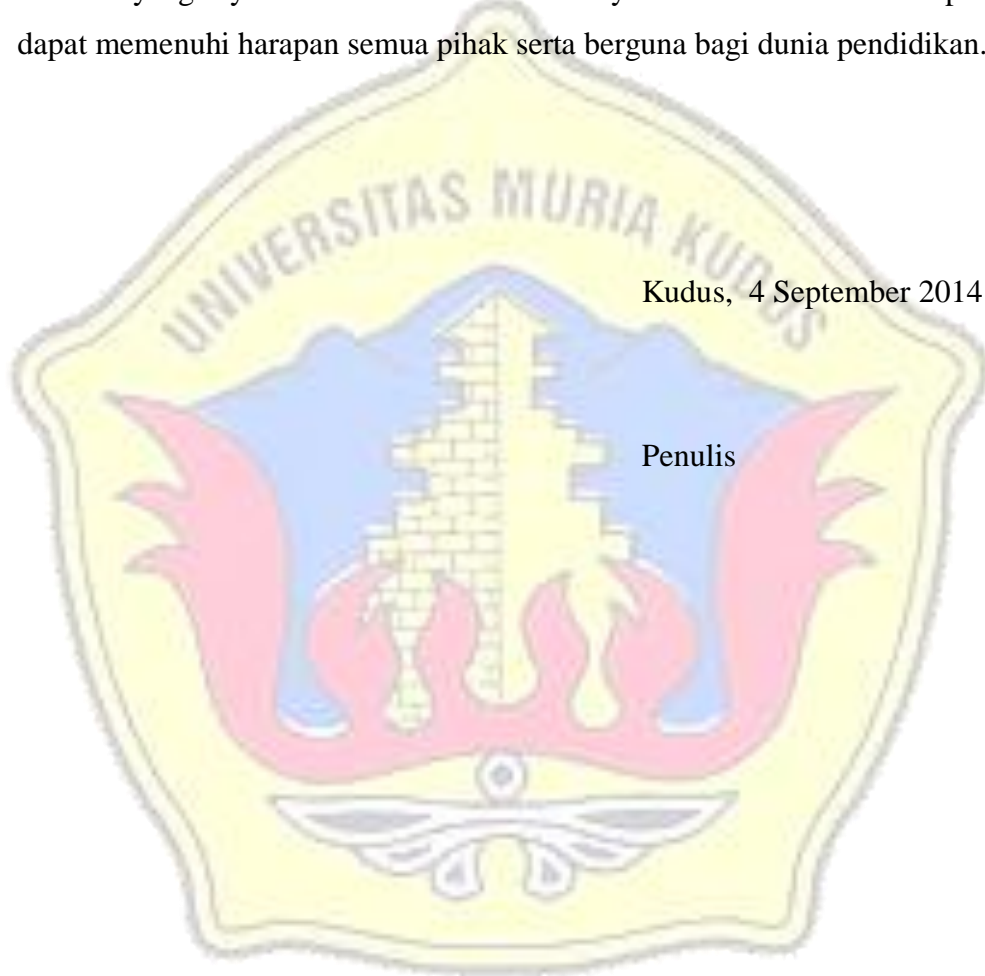 dapat memenuhi harapan semua pihak serta berguna bagi dunia pendidikan.
UNIVERSITAS MURIA KUDUS
Kudus, 4 September 2014
Penulis